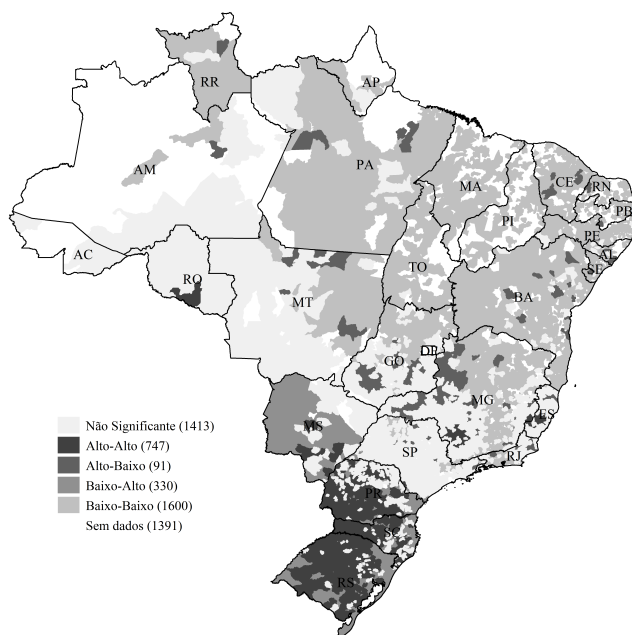 RR
AP
AM
PA
MA
CE
RN
PB
PI
PE
AL
SE
AC
RO
TO
BA
MT
DF
GO
MG
ES
MS
SP
RJ
PR
SC
RS
Não Significante (1413)
Alto-Alto (747)
Alto-Baixo (91)
Baixo-Alto (330)
Baixo-Baixo (1600)
Sem dados (1391)